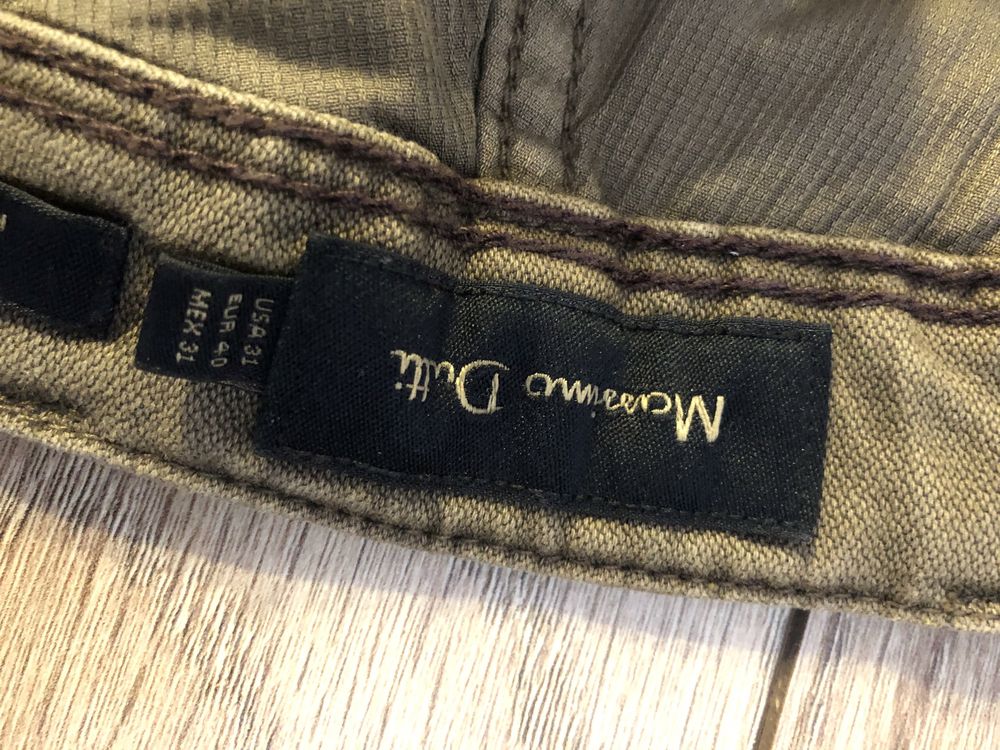 Massimo Dutti
USA 31
EUR 40
MEX 31